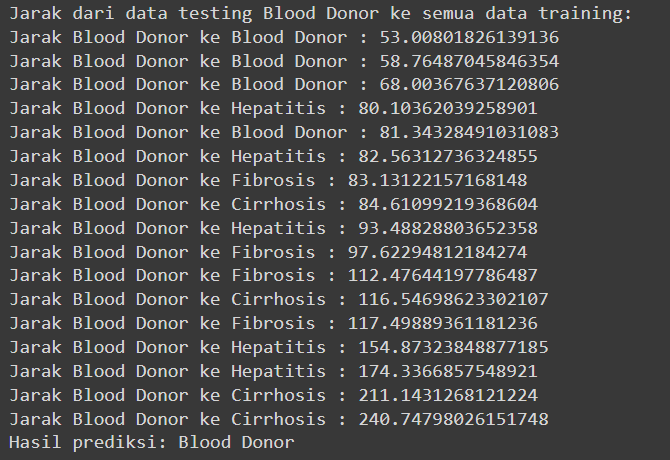 Jarak dari data testing Blood Donor ke semua data training:
Jarak Blood Donor ke Blood Donor : 53.00801826139136
Jarak Blood Donor ke Blood Donor : 58.76487045846354
Jarak Blood Donor ke Blood Donor : 68.00367637120806
Jarak Blood Donor ke Hepatitis : 80.10362039258901
Jarak Blood Donor ke Blood Donor : 81.34328491031083
Jarak Blood Donor ke Hepatitis : 82.56312736324855
Jarak Blood Donor ke Fibrosis : 83.13122157168148
Jarak Blood Donor ke Cirrhosis : 84.61099219368604
Jarak Blood Donor ke Hepatitis : 93.48828803652358
Jarak Blood Donor ke Fibrosis : 97.62294812184274
Jarak Blood Donor ke Fibrosis : 112.47644197786487
Jarak Blood Donor ke Cirrhosis : 116.54698623302107
Jarak Blood Donor ke Fibrosis : 117.49889361181236
Jarak Blood Donor ke Hepatitis : 154.87323848877185
Jarak Blood Donor ke Hepatitis : 174.3366857548921
Jarak Blood Donor ke Cirrhosis : 211.1431268121224
Jarak Blood Donor ke Cirrhosis : 240.74798026151748
Hasil prediksi: Blood Donor